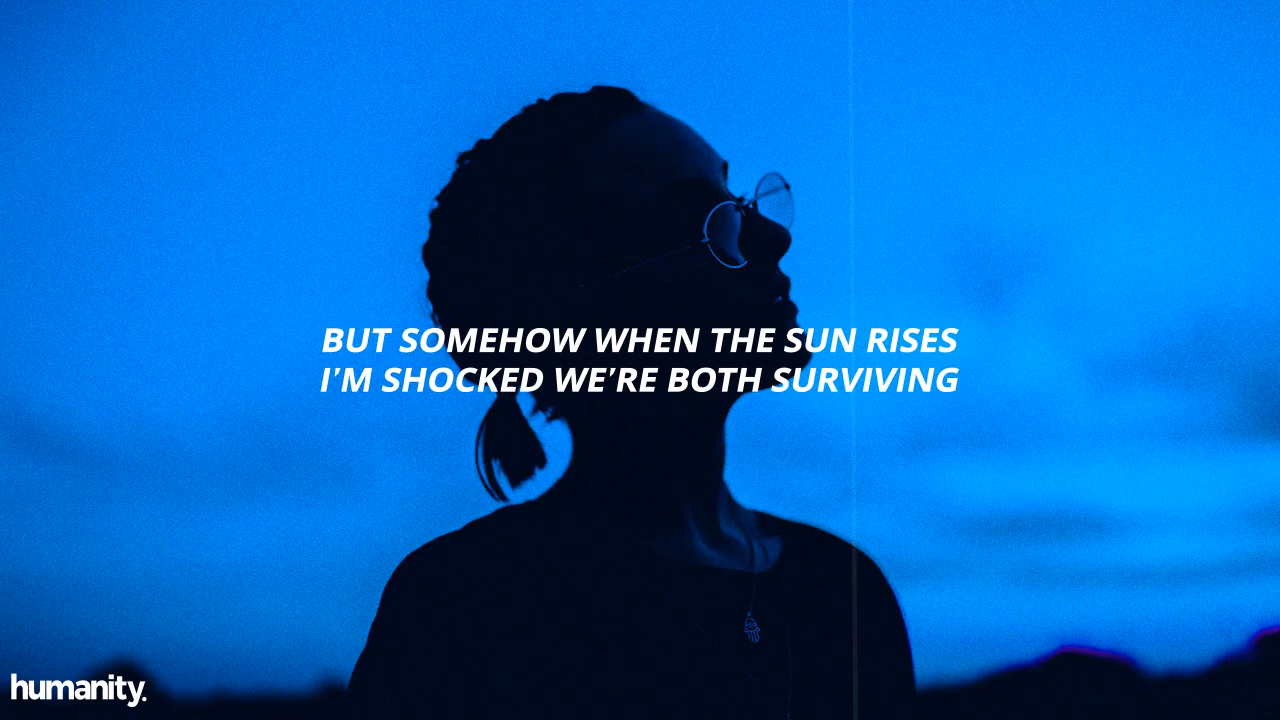 BUT SOMEHOW WHEN THE SUN RISES
I'M SHOCKED WE'RE BOTH SURVIVING
humanity.